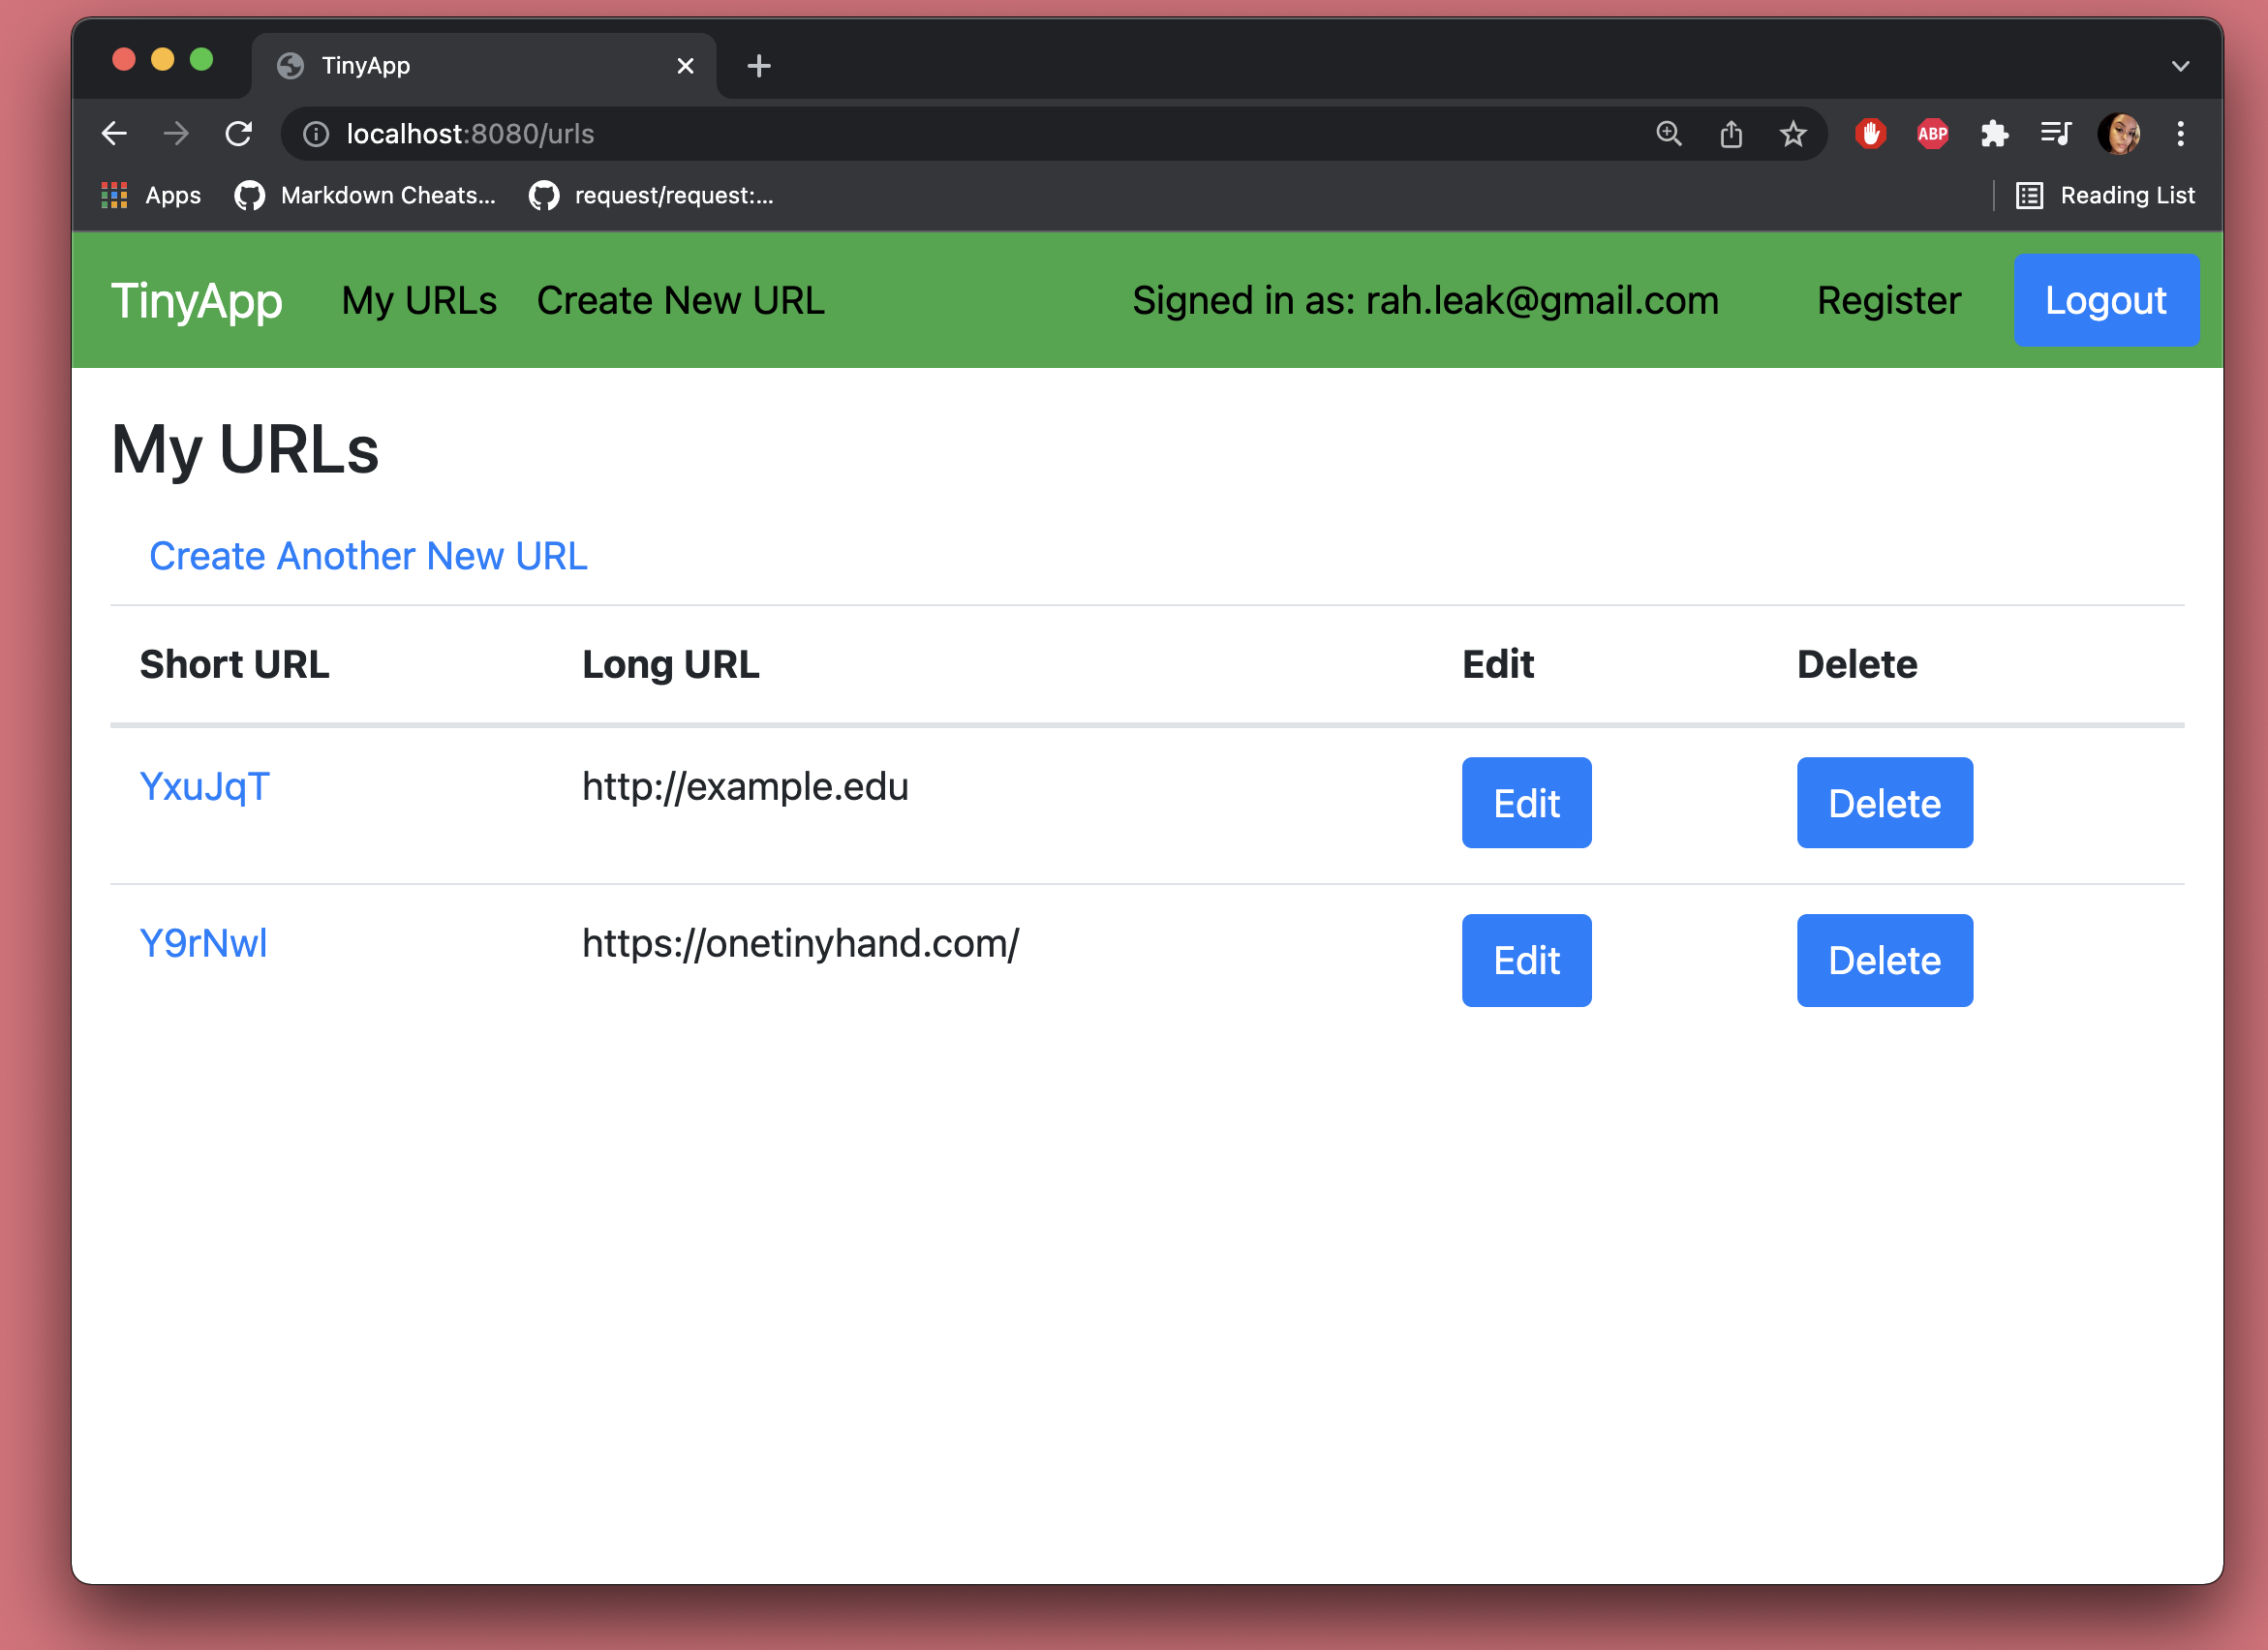 TinyApp
localhost:8080/urls
ABP
Apps Markdown Cheats... request/request:... Reading List
TinyApp My URLs Create New URL Signed in as: rah.leak@gmail.com Register Logout
My URLs
Create Another New URL
Short URL Long URL Edit Delete
YxuJqT http://example.edu Edit Delete
Y9rNwl https://onetinyhand.com/ Edit Delete